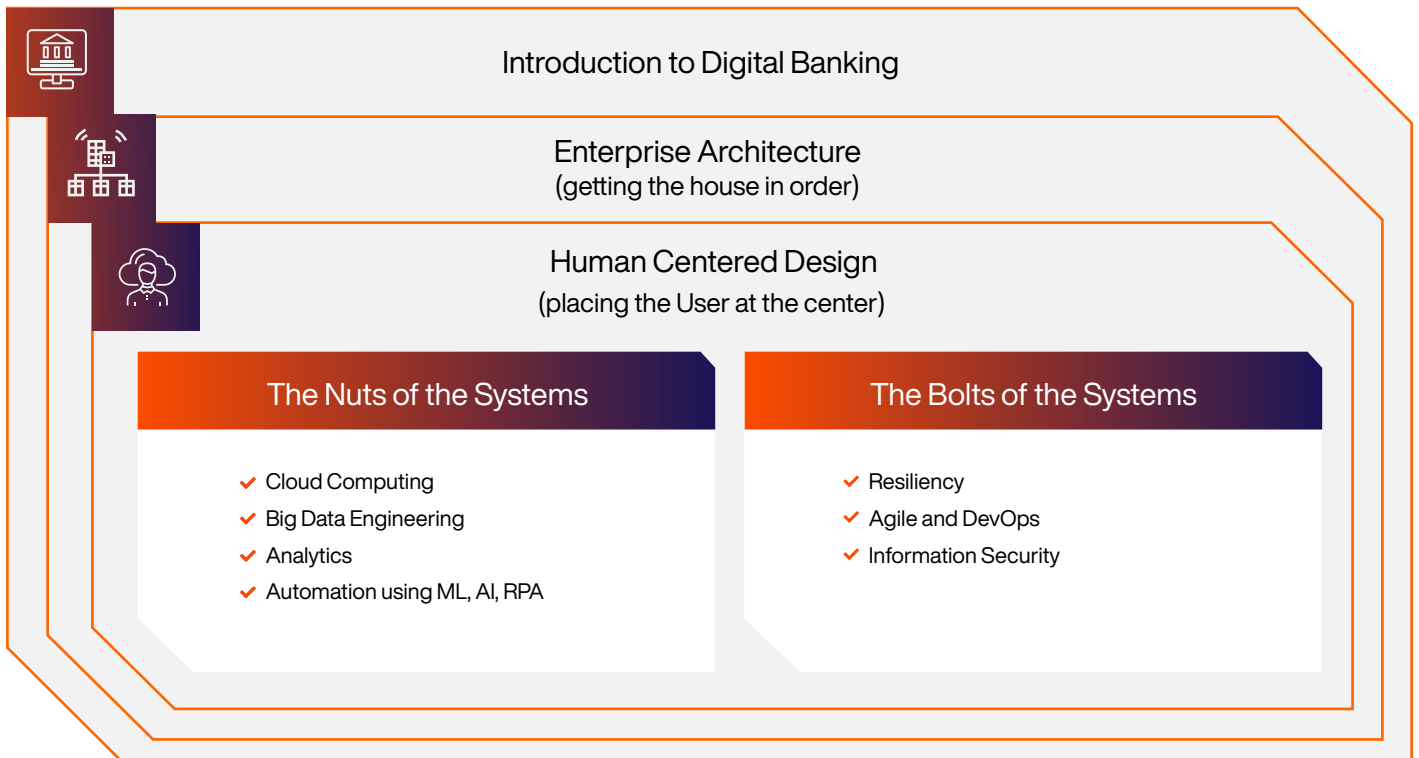 Introduction to Digital Banking
Enterprise Architecture
(getting the house in order)
Human Centered Design
(placing the User at the center)
The Nuts of the Systems
Cloud Computing
Big Data Engineering
Analytics
Automation using ML, AI, RPA
The Bolts of the Systems
Resiliency
Agile and DevOps
Information Security